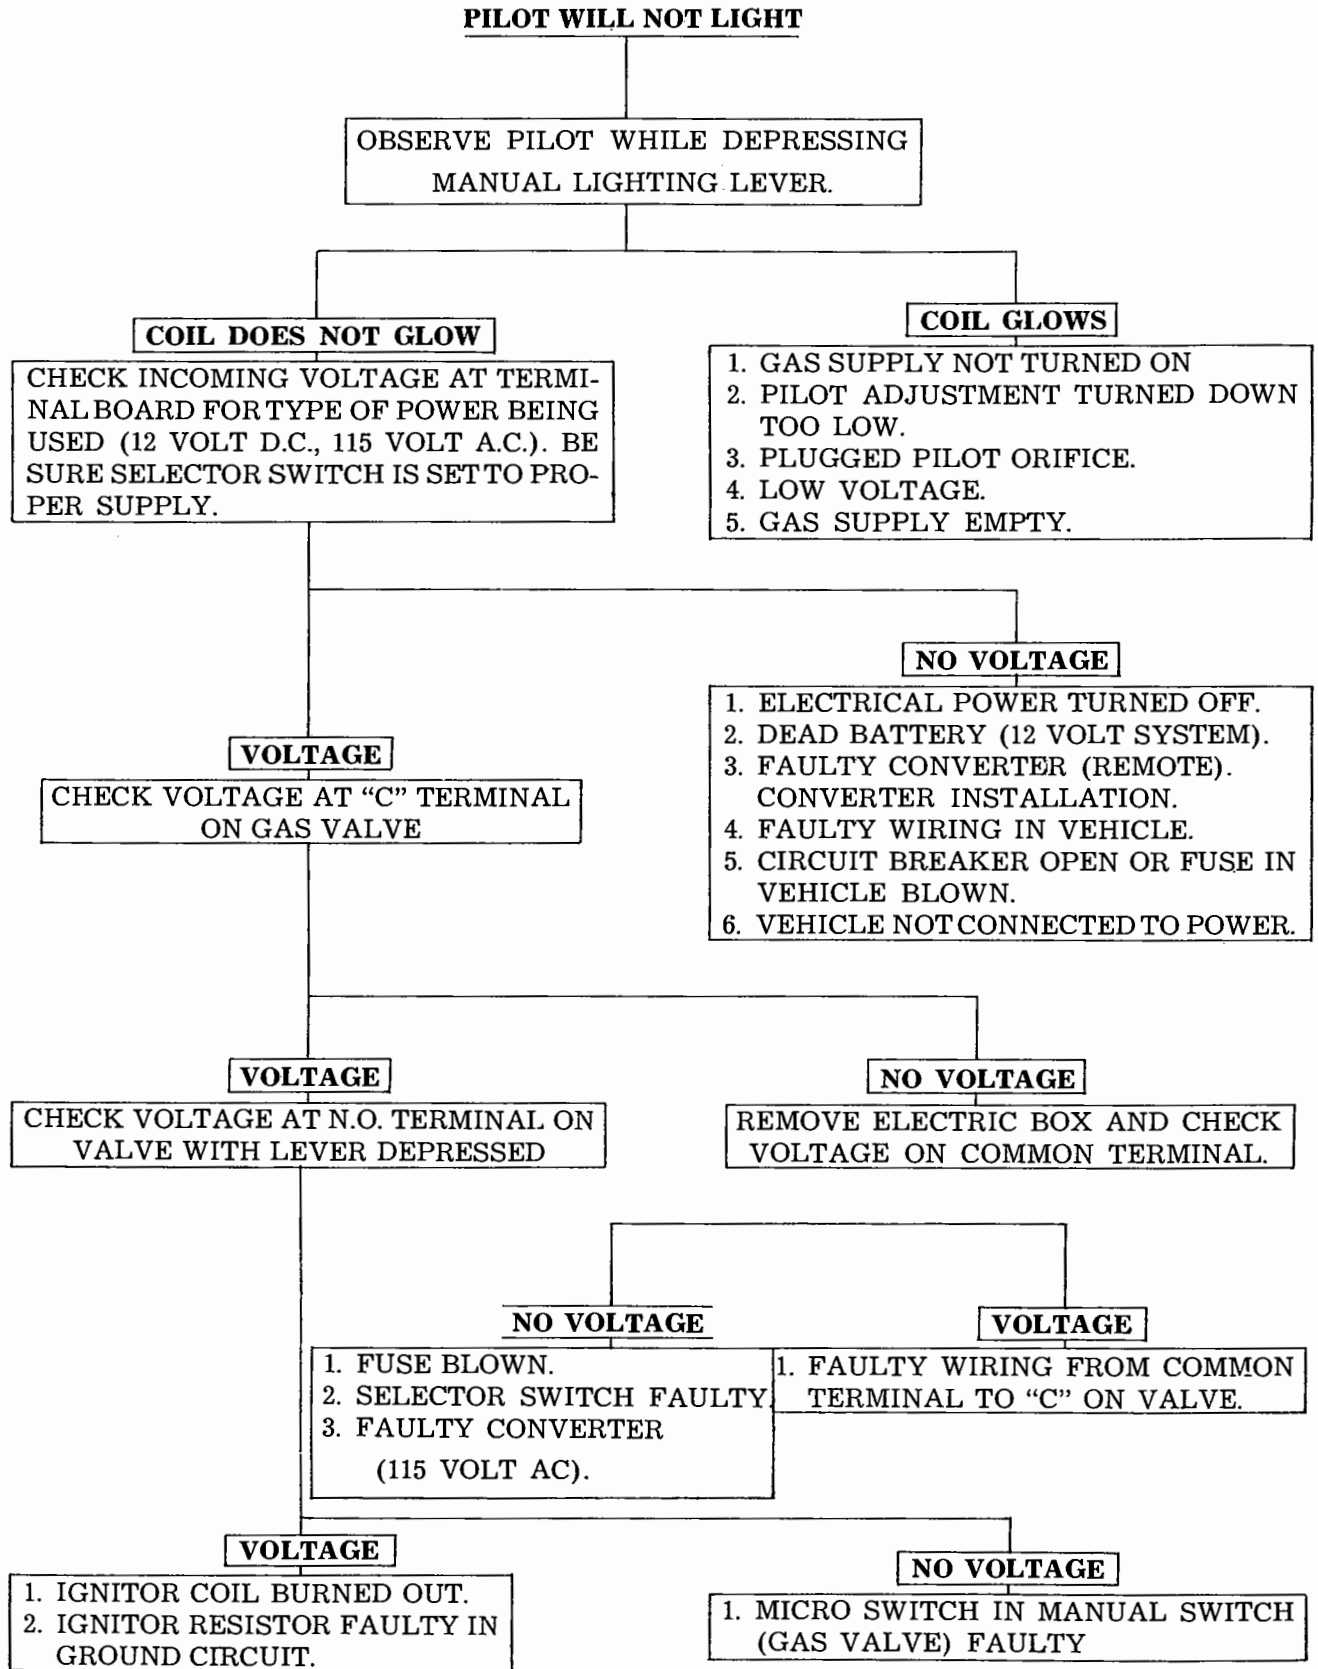 PILOT WILL NOT LIGHT
OBSERVE PILOT WHILE DEPRESSING
MANUAL LIGHTING LEVER.
COIL DOES NOT GLOW
CHECK INCOMING VOLTAGE AT TERMI-
NAL BOARD FOR TYPE OF POWER BEING
USED (12 VOLT D.C., 115 VOLT A.C.). BE
SURE SELECTOR SWITCH IS SET TO PRO-
PER SUPPLY.
COIL GLOWS
1. GAS SUPPLY NOT TURNED ON
2. PILOT ADJUSTMENT TURNED DOWN
TOO LOW.
3. PLUGGED PILOT ORIFICE.
4. LOW VOLTAGE.
5. GAS SUPPLY EMPTY.
NO VOLTAGE
1. ELECTRICAL POWER TURNED OFF.
2. DEAD BATTERY (12 VOLT SYSTEM).
3. FAULTY CONVERTER (REMOTE).
CONVERTER INSTALLATION.
4. FAULTY WIRING IN VEHICLE.
5. CIRCUIT BREAKER OPEN OR FUSE IN
VEHICLE BLOWN.
6. VEHICLE NOT CONNECTED TO POWER.
VOLTAGE
CHECK VOLTAGE AT “C” TERMINAL
ON GAS VALVE
VOLTAGE
CHECK VOLTAGE AT N.O. TERMINAL ON
VALVE WITH LEVER DEPRESSED
NO VOLTAGE
REMOVE ELECTRIC BOX AND CHECK
VOLTAGE ON COMMON TERMINAL.
NO VOLTAGE
1. FUSE BLOWN.
2. SELECTOR SWITCH FAULTY.
3. FAULTY CONVERTER
(115 VOLT AC).
VOLTAGE
1. FAULTY WIRING FROM COMMON
TERMINAL TO “C” ON VALVE.
VOLTAGE
1. IGNITOR COIL BURNED OUT.
2. IGNITOR RESISTOR FAULTY IN
GROUND CIRCUIT.
NO VOLTAGE
1. MICRO SWITCH IN MANUAL SWITCH
(GAS VALVE) FAULTY